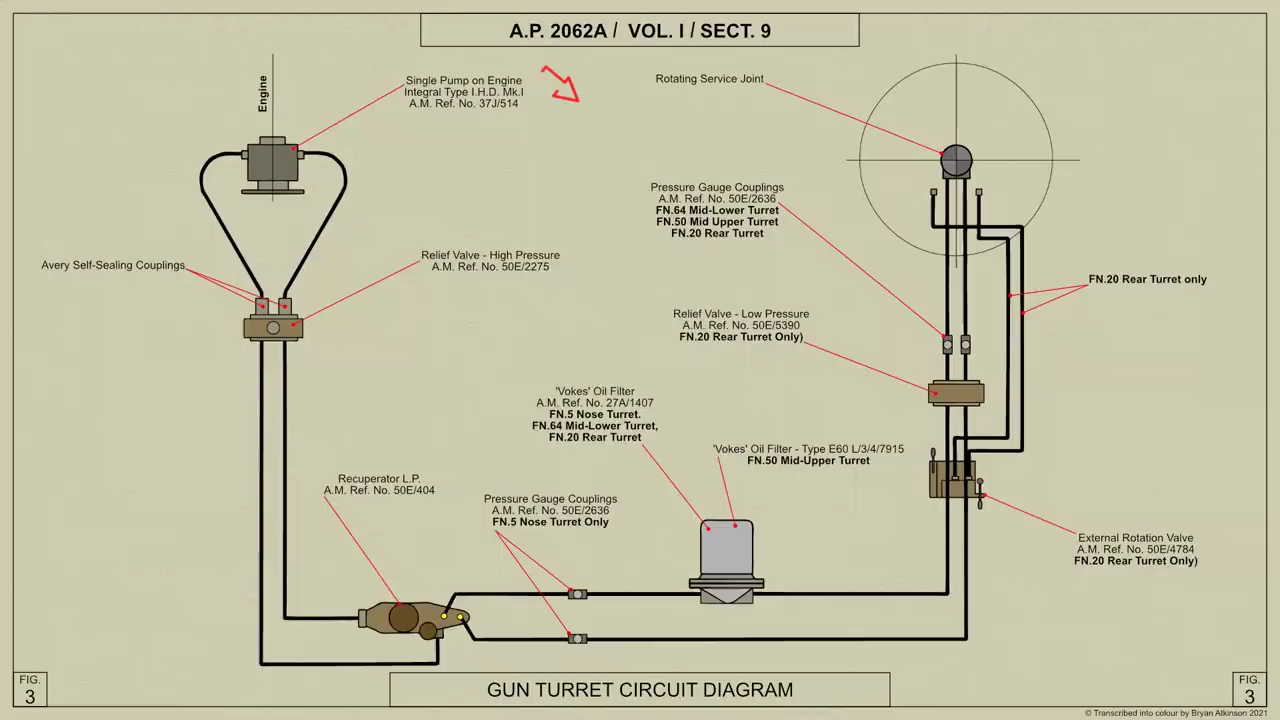 A.P. 2062A / VOL. I / SECT. 9
Engine
Single Pump on Engine
Integral Type I.H.D. Mk.I
A.M. Ref. No. 37J/514
Rotating Service Joint
Pressure Gauge Couplings
A.M. Ref. No. 50E/2636
FN.64 Mid-Lower Turret
FN.50 Mid Upper Turret
FN.20 Rear Turret
Avery Self-Sealing Couplings
Relief Valve - High Pressure
A.M. Ref. No. 50E/2275
FN.20 Rear Turret only
Relief Valve - Low Pressure
A.M. Ref. No. 50E/5390
FN.20 Rear Turret Only)
'Vokes' Oil Filter
A.M. Ref. No. 27A/1407
FN.5 Nose Turret.
FN.64 Mid-Lower Turret,
FN.20 Rear Turret
'Vokes' Oil Filter - Type E60 L/3/4/7915
FN.50 Mid-Upper Turret
Recuperator L.P.
A.M. Ref. No. 50E/404
Pressure Gauge Couplings
A.M. Ref. No. 50E/2636
FN.5 Nose Turret Only
External Rotation Valve
A.M. Ref. No. 50E/4784
FN.20 Rear Turret Only)
FIG.
3
GUN TURRET CIRCUIT DIAGRAM
FIG.
3
© Transcribed into colour by Bryan Atkinson 2021